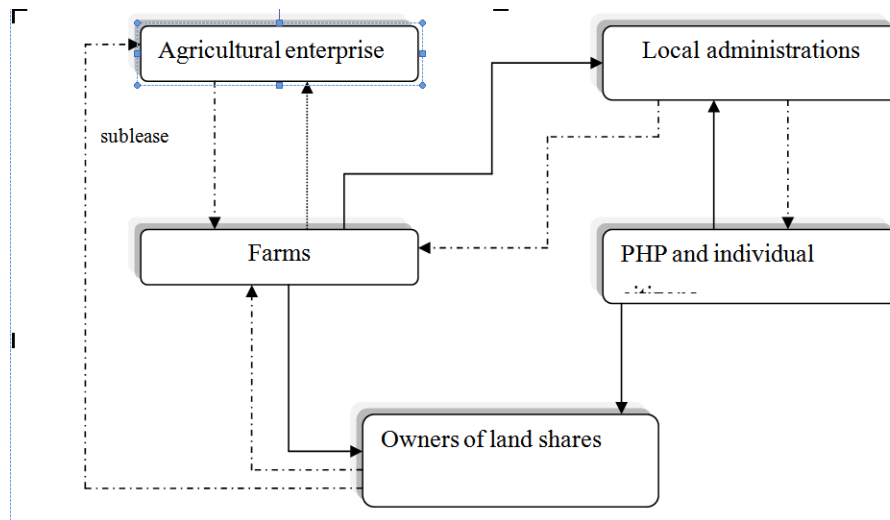 Agricultural enterprise
Local administrations
sublease
Farms
PHP and individual
Owners of land shares